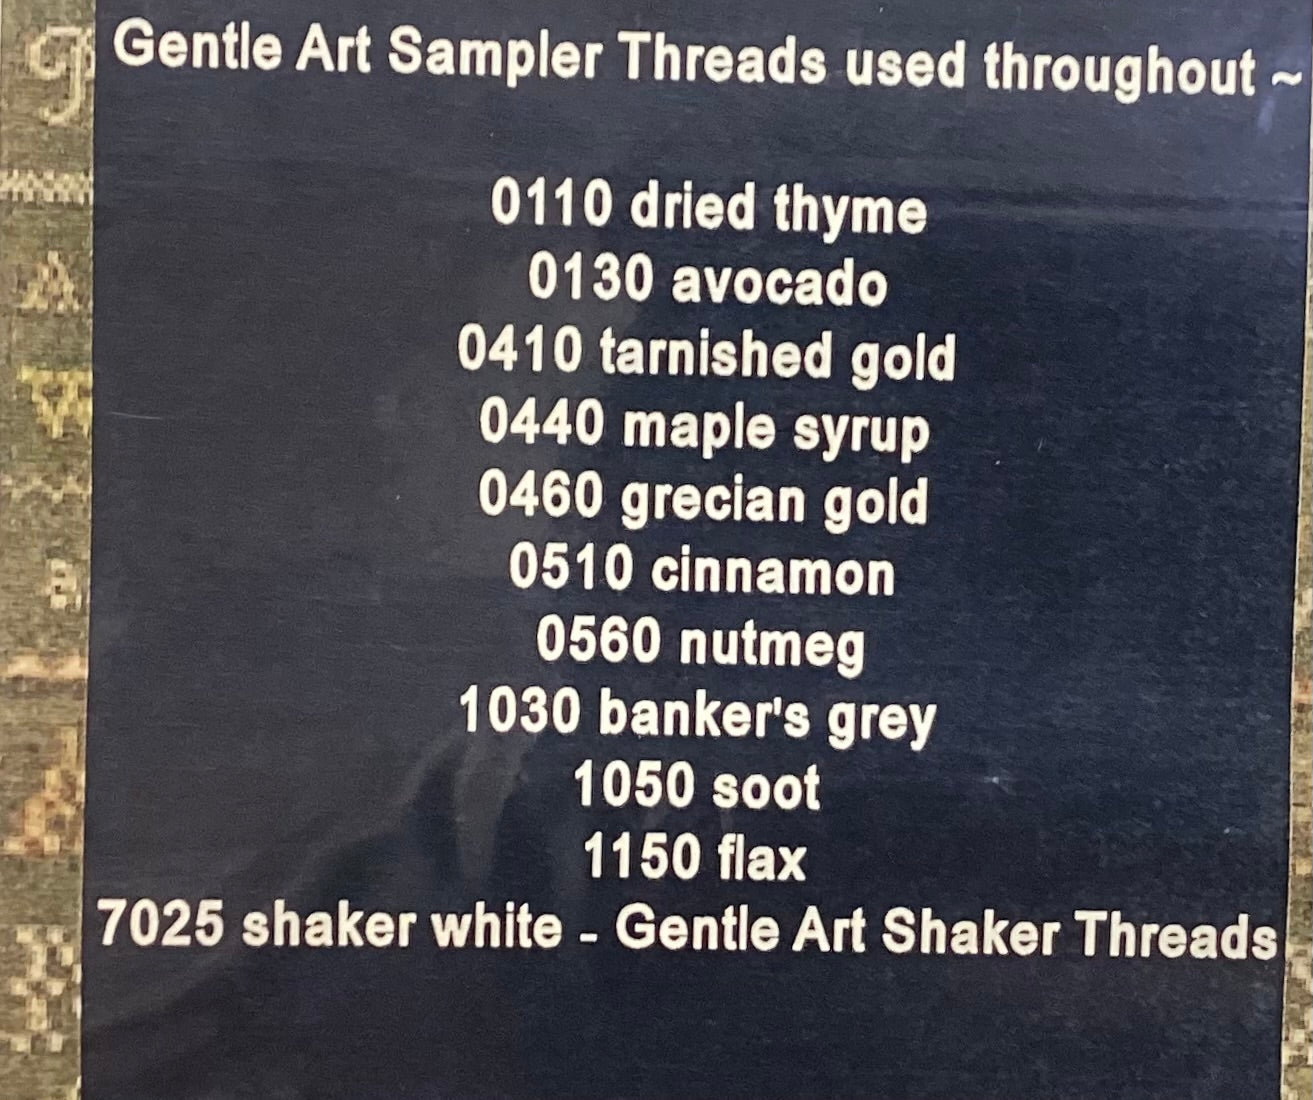 Gentle Art Sampler Threads used throughout ~
0110 dried thyme
0130 avocado
0410 tarnished gold
0440 maple syrup
0460 grecian gold
0510 cinnamon
0560 nutmeg
1030 banker's grey
1050 soot
1150 flax
7025 shaker white - Gentle Art Shaker Threads